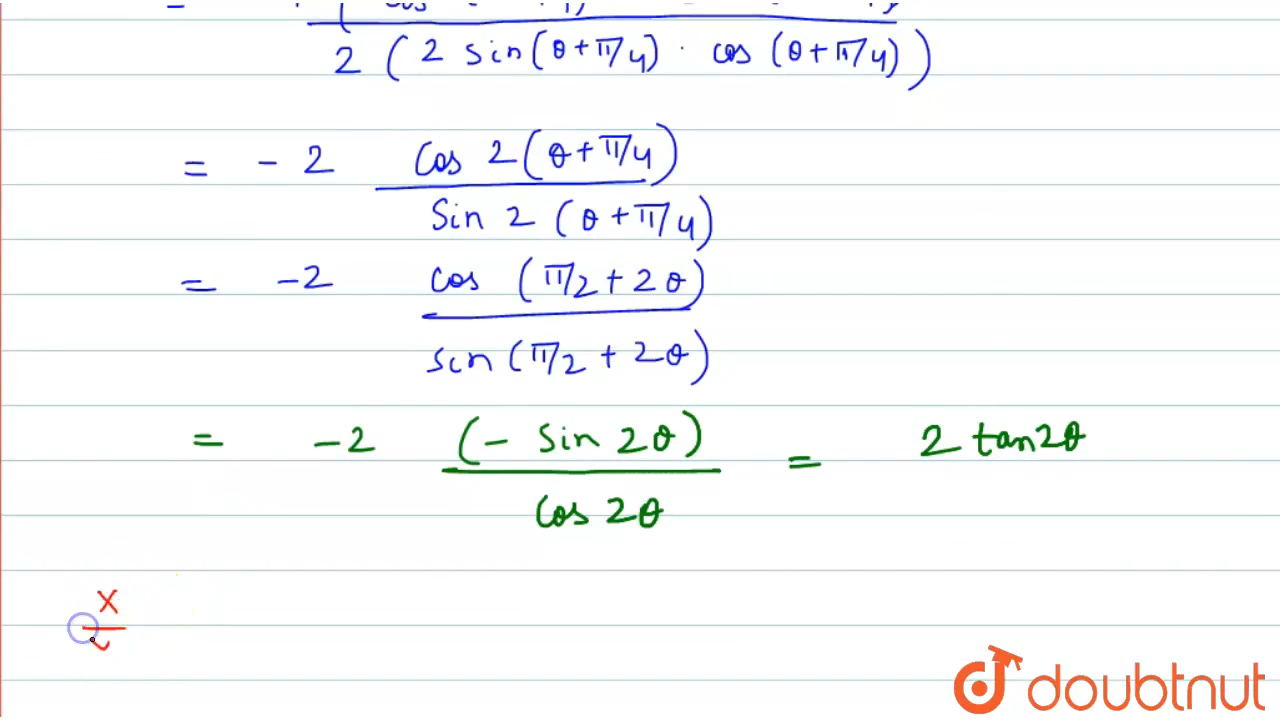 2 ( 2 sin(θ+π/4) · cos (θ+π/4) )
= - 2 cos 2(θ+π/4)
sin 2 (θ+π/4)
= -2 cos (π/2 + 2θ)
sin (π/2 + 2θ)
= -2 (- sin 2θ) = 2 tan2θ
cos 2θ
X
doubtnut